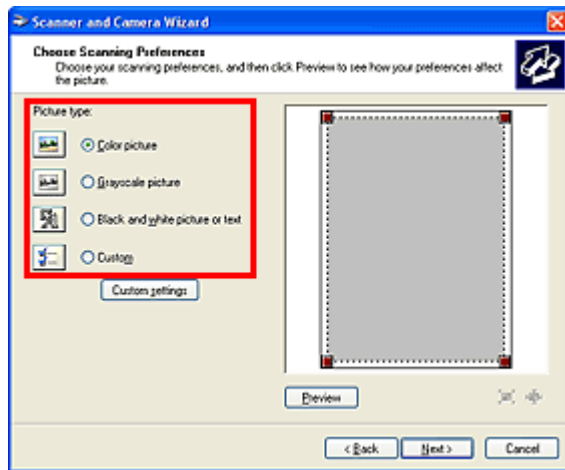 Scanner and Camera Wizard
Choose Scanning Preferences
Choose your scanning preferences, and then click Preview to see how your preferences affect
the picture.
Picture type:
Color picture
Grayscale picture
Black and white picture or text
Custom
Custom settings
Preview
< Back
Next >
Cancel